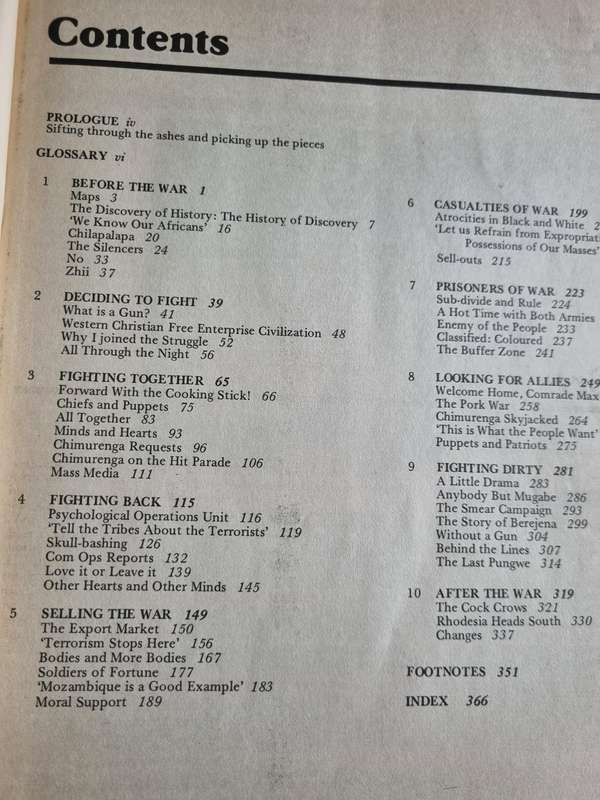 Contents
PROLOGUE iv
Sifting through the ashes and picking up the pieces
GLOSSARY vi
1 BEFORE THE WAR 1
Maps 3
The Discovery of History: The History of Discovery 7
'We Know Our Africans' 16
Chilapalapa 20
The Silencers 24
No 33
Zhii 37
2 DECIDING TO FIGHT 39
What is a Gun? 41
Western Christian Free Enterprise Civilization 48
Why I joined the Struggle 52
All Through the Night 56
3 FIGHTING TOGETHER 65
Forward With the Cooking Stick! 66
Chiefs and Puppets 75
All Together 83
Minds and Hearts 93
Chimurenga Requests 96
Chimurenga on the Hit Parade 106
Mass Media 111
4 FIGHTING BACK 115
Psychological Operations Unit 116
'Tell the Tribes About the Terrorists' 119
Skull-bashing 126
Com Ops Reports 132
Love it or Leave it 139
Other Hearts and Other Minds 145
5 SELLING THE WAR 149
The Export Market 150
'Terrorism Stops Here' 156
Bodies and More Bodies 167
Soldiers of Fortune 177
'Mozambique is a Good Example' 183
Moral Support 189
6 CASUALTIES OF WAR 199
Atrocities in Black and White 2
'Let us Refrain from Expropriati
Possessions of Our Masses'
Sell-outs 215
7 PRISONERS OF WAR 223
Sub-divide and Rule 224
A Hot Time with Both Armies
Enemy of the People 233
Classified: Coloured 237
The Buffer Zone 241
8 LOOKING FOR ALLIES 249
Welcome Home, Comrade Max
The Pork War 258
Chimurenga Skyjacked 264
'This is What the People Want'
Puppets and Patriots 275
9 FIGHTING DIRTY 281
A Little Drama 283
Anybody But Mugabe 286
The Smear Campaign 293
The Story of Berejena 299
Without a Gun 304
Behind the Lines 307
The Last Pungwe 314
10 AFTER THE WAR 319
The Cock Crows 321
Rhodesia Heads South 330
Changes 337
FOOTNOTES 351
INDEX 366